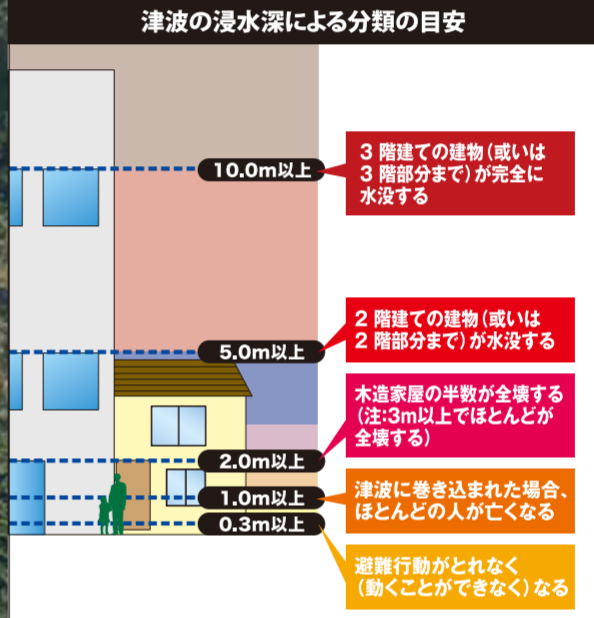 津波の浸水深による分類の目安
10.0m以上
3 階建ての建物(或いは
3 階部分まで)が完全に
水没する
5.0m以上
2 階建ての建物(或いは
2 階部分まで)が水没する
2.0m以上
木造家屋の半数が全壊する
(注:3m以上でほとんどが
全壊する)
1.0m以上
津波に巻き込まれた場合、
ほとんどの人が亡くなる
0.3m以上
避難行動がとれなく
(動くことができなく)なる